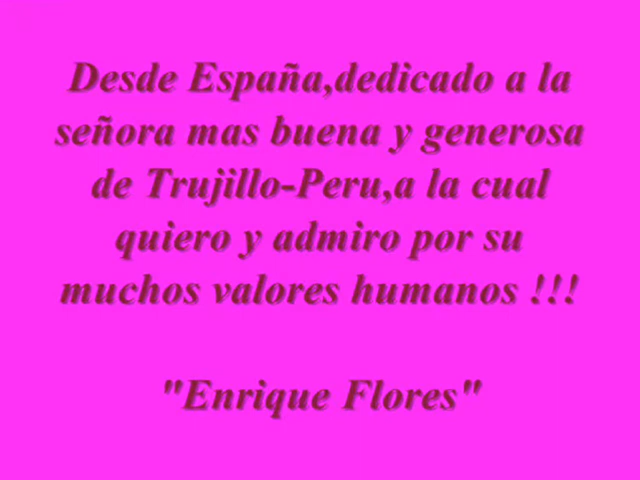 Desde España,dedicado a la
señora mas buena y generosa
de Trujillo-Peru,a la cual
quiero y admiro por su
muchos valores humanos !!!
"Enrique Flores"